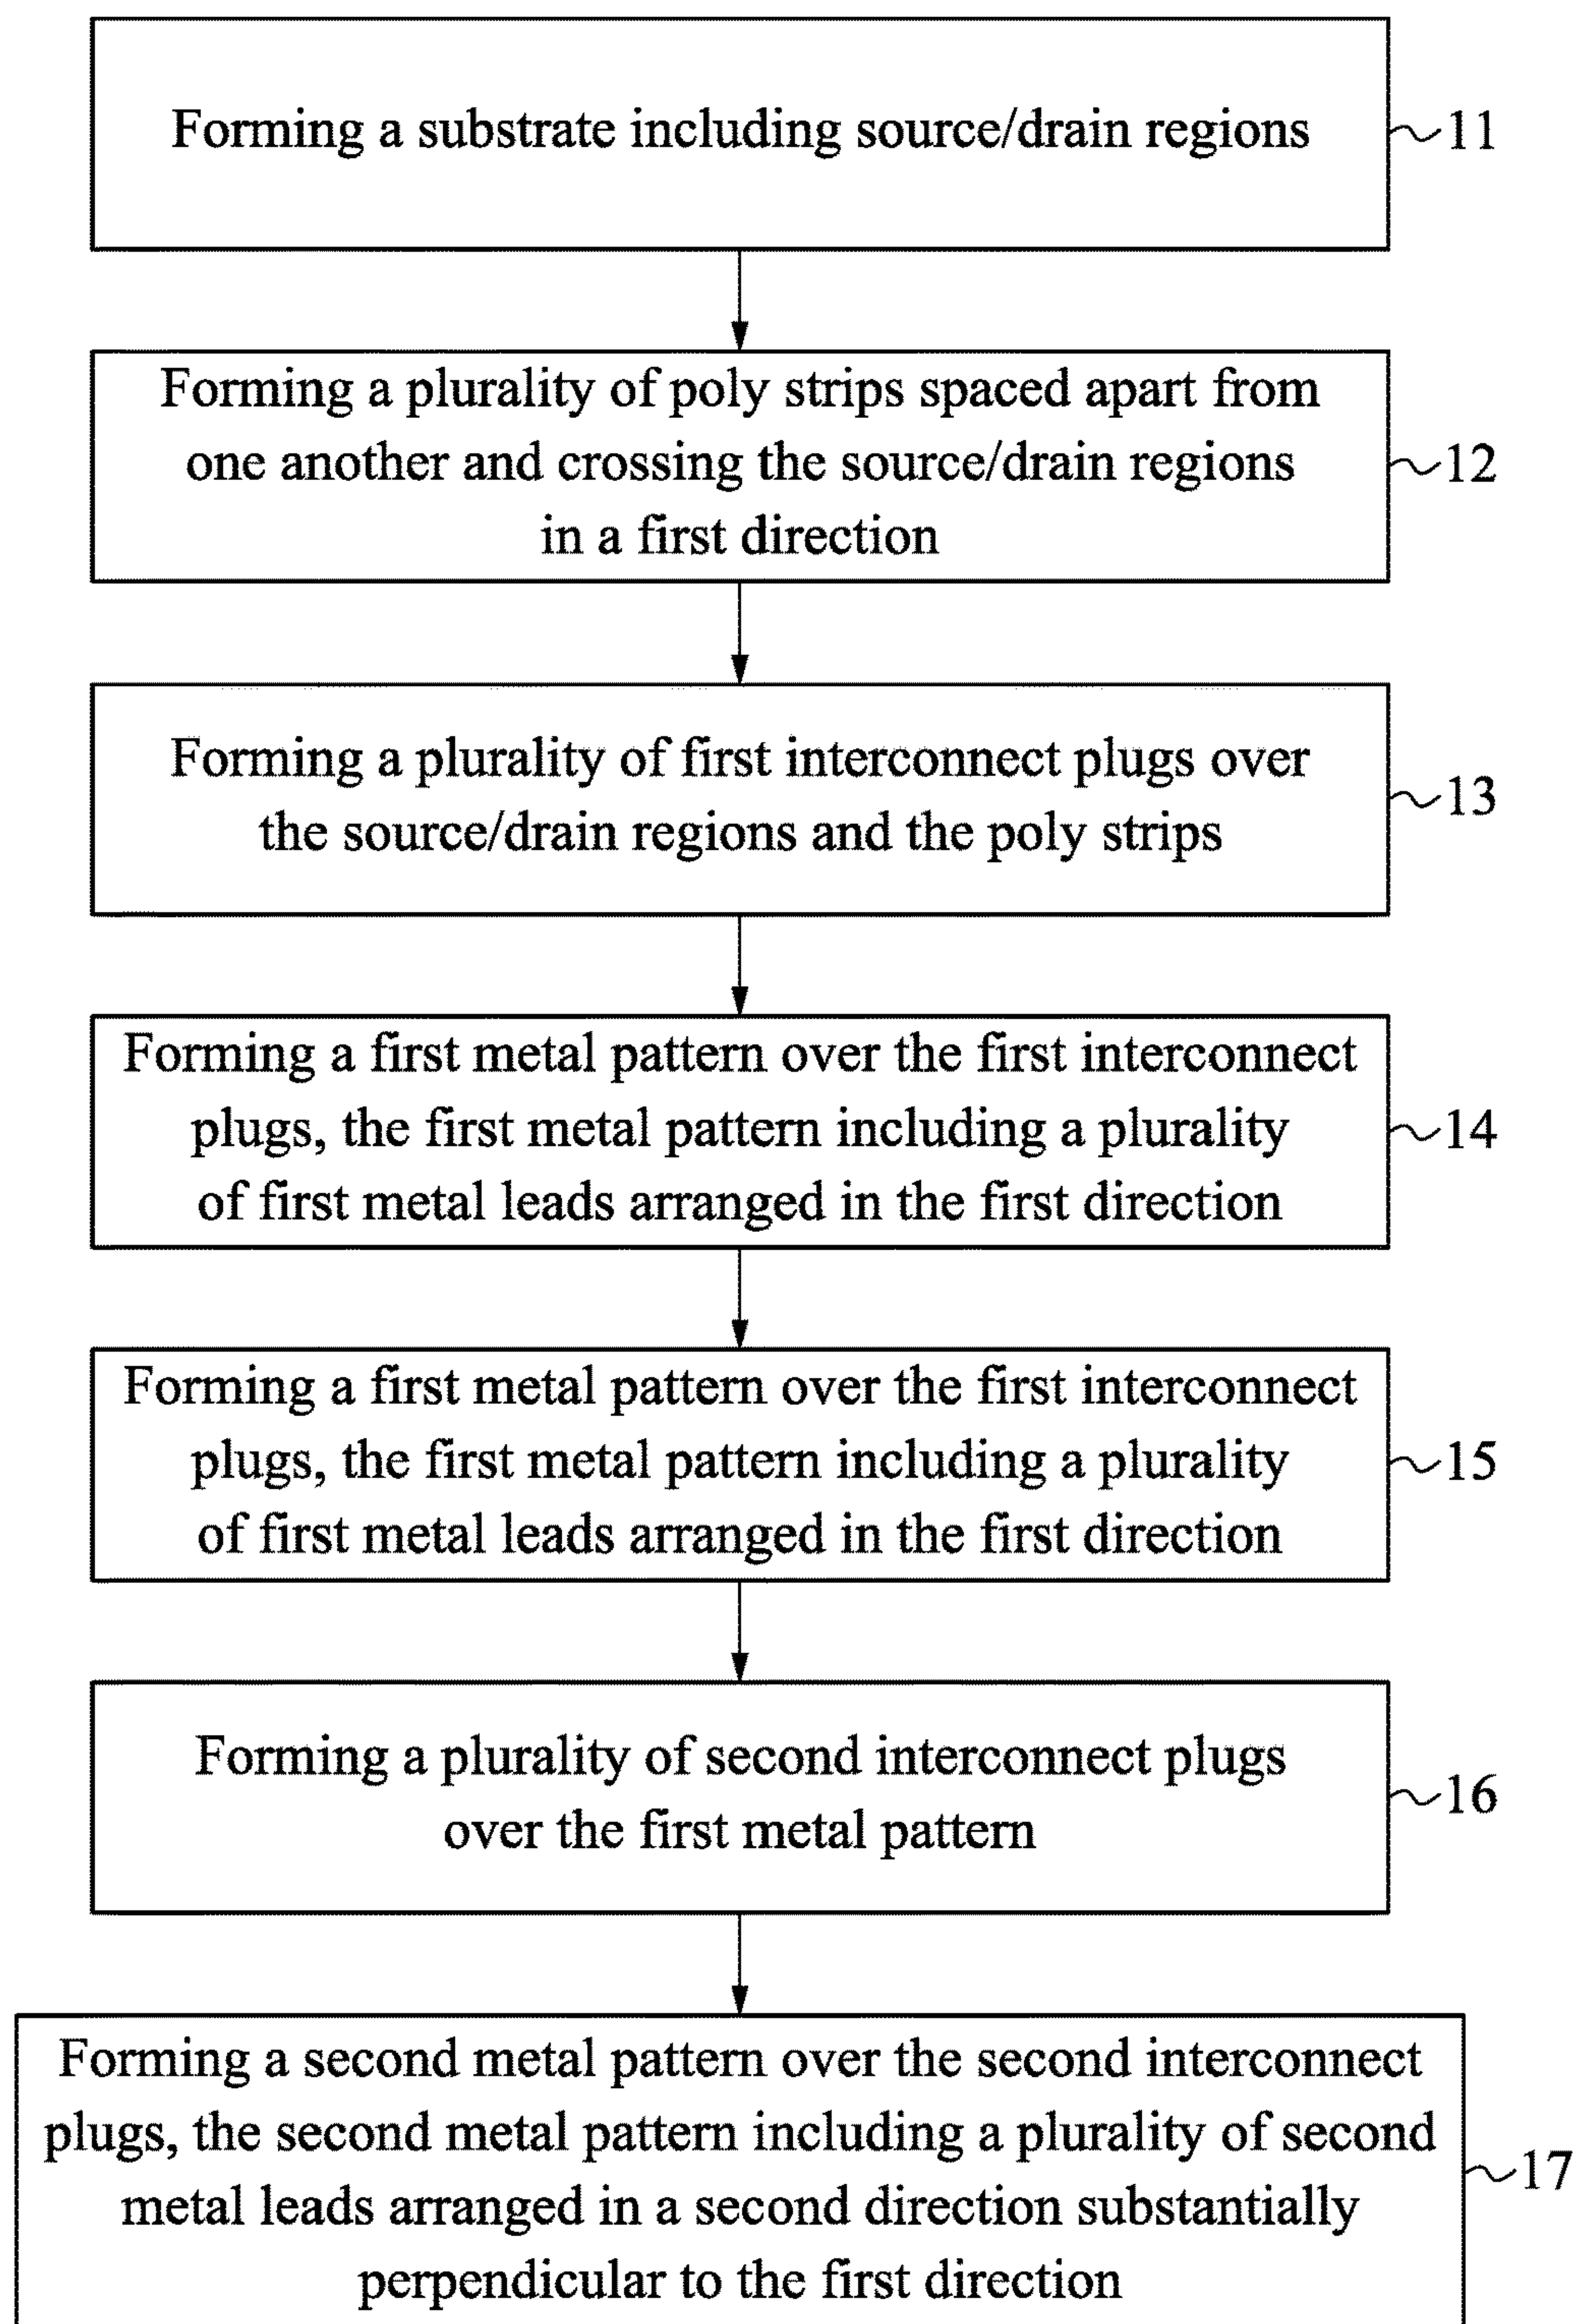 Forming a substrate including source/drain regions
11
Forming a plurality of poly strips spaced apart from
one another and crossing the source/drain regions
in a first direction
12
Forming a plurality of first interconnect plugs over
the source/drain regions and the poly strips
13
Forming a first metal pattern over the first interconnect
plugs, the first metal pattern including a plurality
of first metal leads arranged in the first direction
14
Forming a first metal pattern over the first interconnect
plugs, the first metal pattern including a plurality
of first metal leads arranged in the first direction
15
Forming a plurality of second interconnect plugs
over the first metal pattern
16
Forming a second metal pattern over the second interconnect
plugs, the second metal pattern including a plurality of second
metal leads arranged in a second direction substantially
perpendicular to the first direction
17